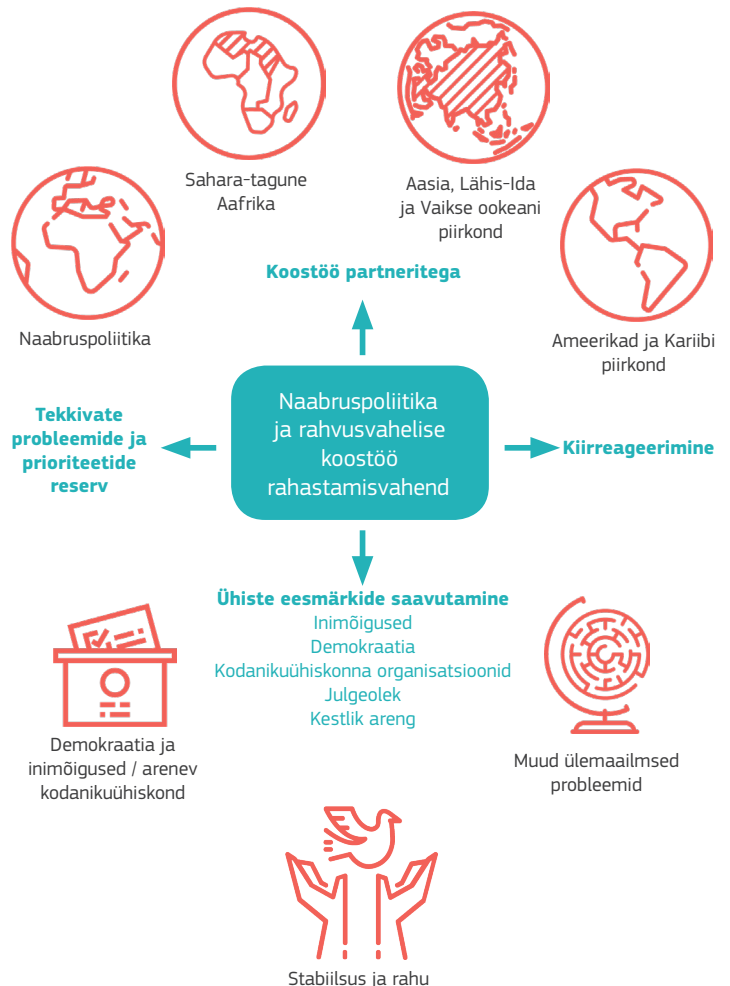 Sahara-tagune
Aafrika
Aasia, Lähis-Ida
ja Vaikse ookeani
piirkond
Naabruspoliitika
Ameerikad ja Kariibi
piirkond
Koostöö partneritega
Tekkivate
probleemide ja
prioriteetide
reserv
Naabruspoliitika
ja rahvusvahelise
koostöö
rahastamisvahend
Kiirreageerimine
Ühiste eesmärkide saavutamine
Inimõigused
Demokraatia
Kodanikuühiskonna organisatsioonid
Julgeolek
Kestlik areng
Demokraatia ja
inimõigused / arenev
kodanikuühiskond
Muud ülemaailmsed
probleemid
Stabiilsus ja rahu